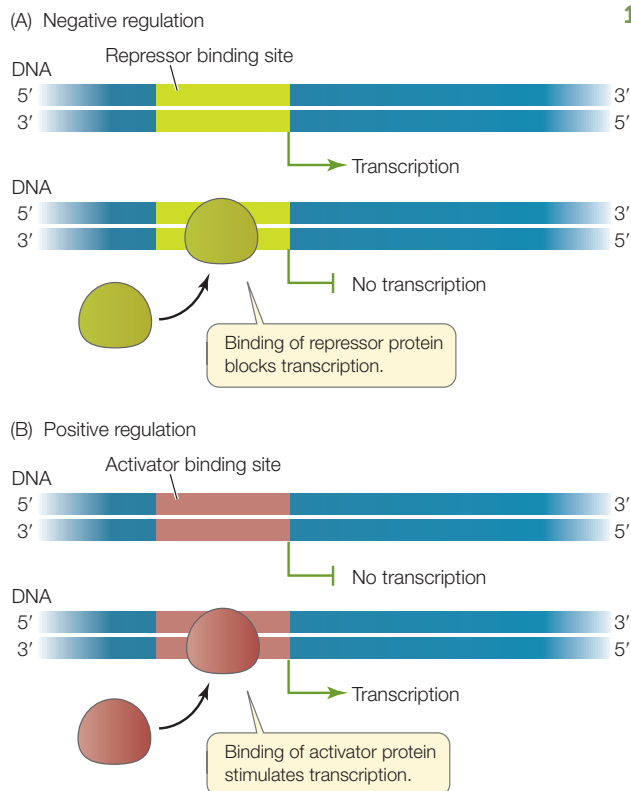 (A) Negative regulation
1
Repressor binding site
DNA
5′ 3′
3′ 5′
Transcription
DNA
5′ 3′
3′ 5′
No transcription
Binding of repressor protein
blocks transcription.
(B) Positive regulation
Activator binding site
DNA
5′ 3′
3′ 5′
No transcription
DNA
5′ 3′
3′ 5′
Transcription
Binding of activator protein
stimulates transcription.